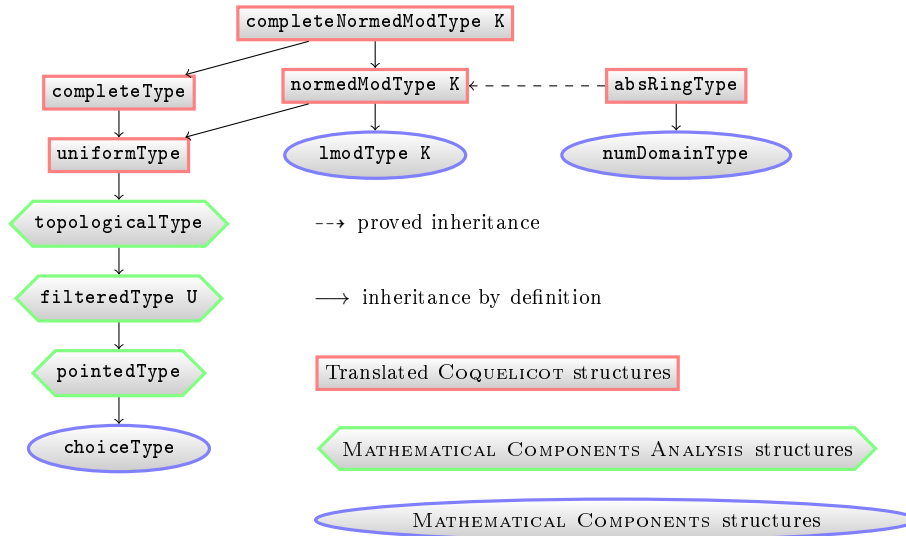 completeNormedModType K
completeType
normedModType K
absRingType
uniformType
lmodType K
numDomainType
topologicalType
proved inheritance
filteredType U
inheritance by definition
pointedType
Translated Coquelicot structures
choiceType
Mathematical Components Analysis structures
Mathematical Components structures